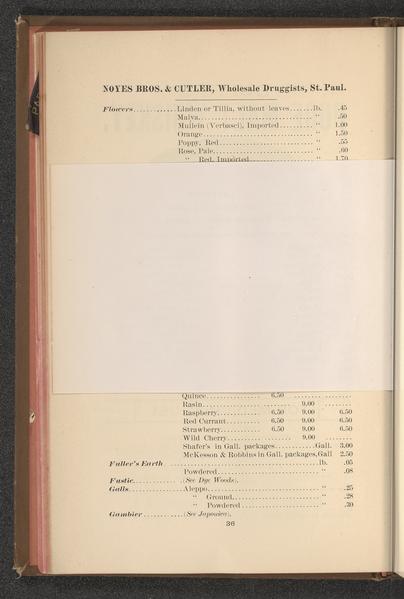 NOYES BROS. & CUTLER, Wholesale Druggists, St. Paul.
Flowers............Linden or Tillia, without leaves.......lb. .45
Malva.................................... " .50
Mullein (Verbasci), Imported.......... " 1.00
Orange................................... " 1.50
Poppy, Red.............................. " .55
Rose, Pale................................ " .60
" Red, Imported..................... " 1.70
Quince................ 6.50 ......... .........
Rasin................... ......... 9.00 .........
Raspberry............. 6.50 9.00 6.50
Red Currant........... 6.50 9.00 6.50
Strawberry............. 6.50 9.00 6.50
Wild Cherry................... 9.00 .........
Shafer's in Gall. packages............Gall. 3.00
McKesson & Robbins in Gall. packages,Gall 2.50
Fuller's Earth ................................................lb. .05
Powdered................................ " .08
Fustic................(See Dye Woods).
Galls..................Aleppo................................... " .25
" Ground............................ " .28
" Powdered......................... " .30
Gambier.............(See Japonica).
36